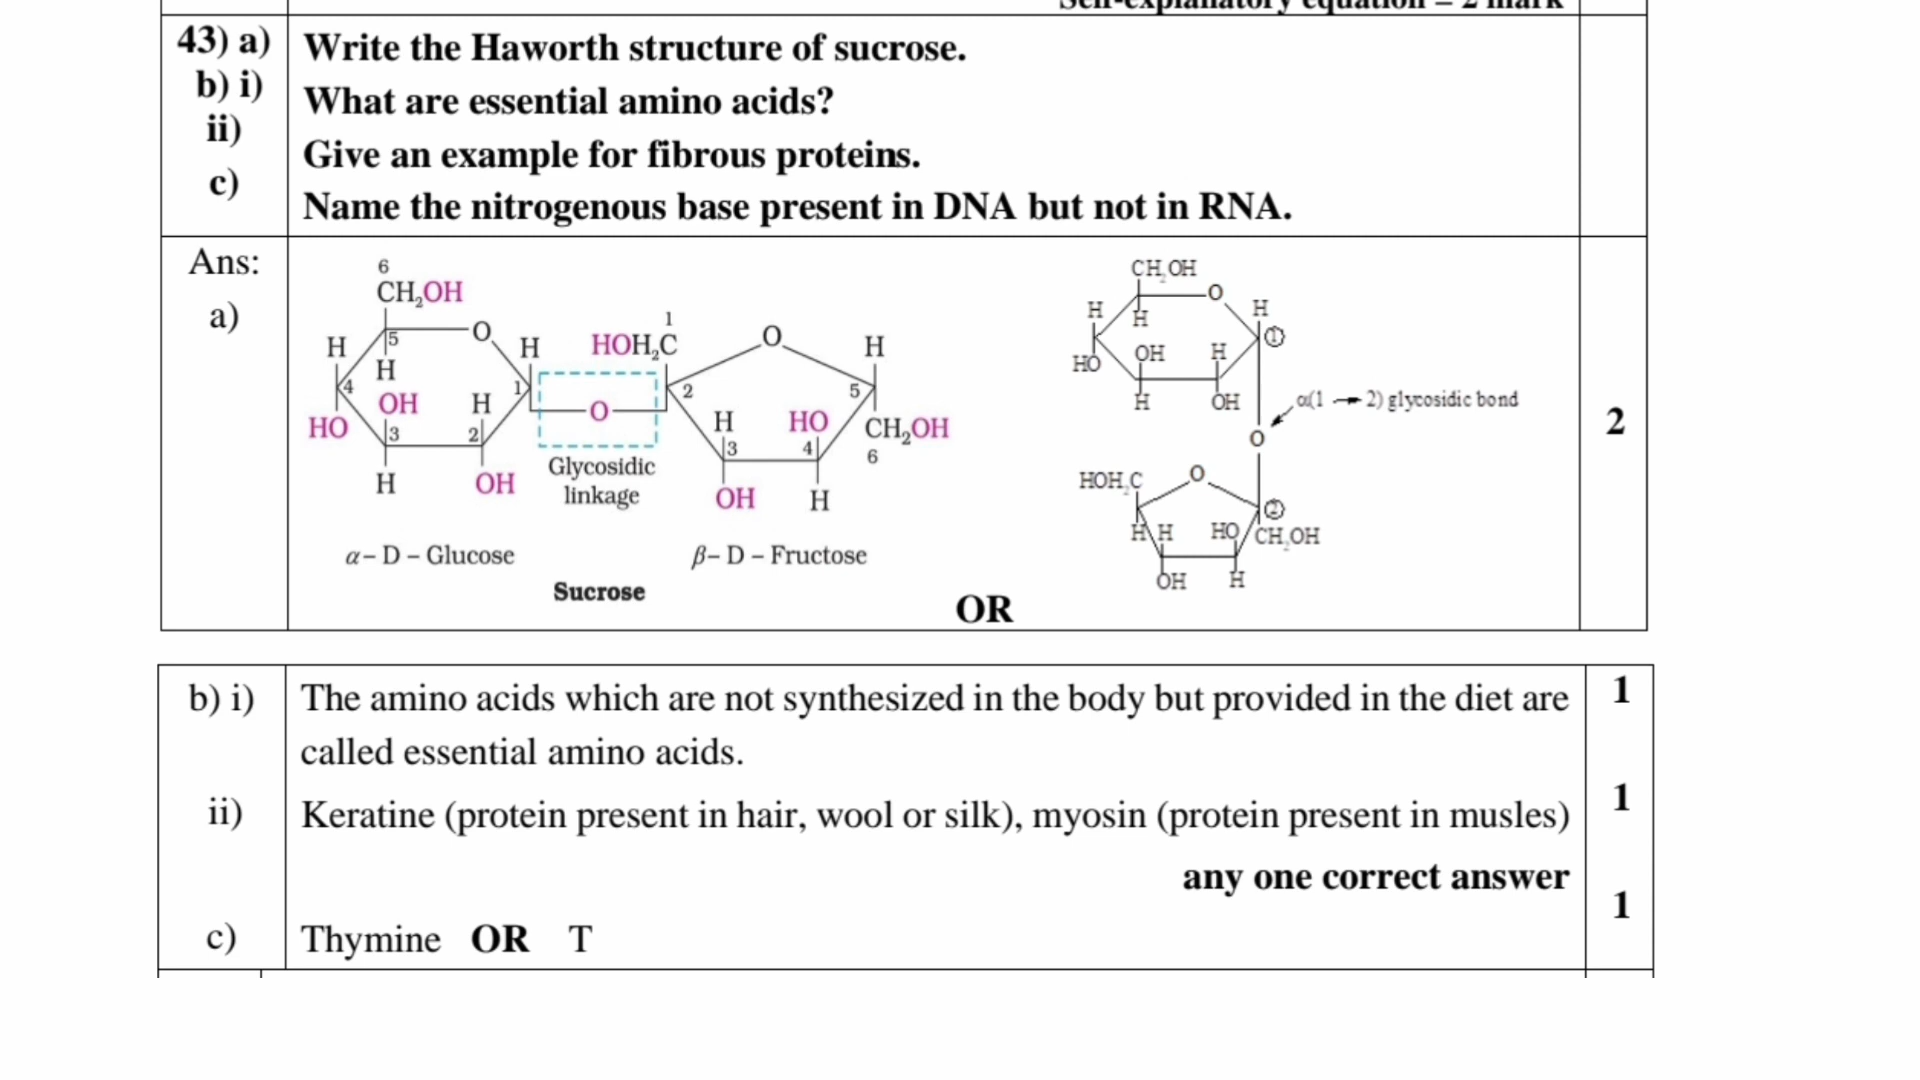 Self-explanatory equation = 2 mark
43) a) Write the Haworth structure of sucrose.
b) i) What are essential amino acids?
ii) Give an example for fibrous proteins.
c) Name the nitrogenous base present in DNA but not in RNA.
Ans:
a)
6
CH₂OH
5
O
H
H
4
H
OH
H
1
HO
3
2
H
OH
O
Glycosidic
linkage
1
HOH₂C
O
H
2
5
H
HO
CH₂OH
3
4
6
OH
H
α – D – Glucose
β – D – Fructose
Sucrose
OR
CH₂OH
O
H
H
H
①
HO
OH
H
H
OH
α(1 → 2) glycosidic bond
O
HOH₂C
O
②
H H
HO
CH₂OH
OH
H
2
b) i) The amino acids which are not synthesized in the body but provided in the diet are 1
called essential amino acids.
ii) Keratine (protein present in hair, wool or silk), myosin (protein present in musles) 1
any one correct answer
c) Thymine OR T 1